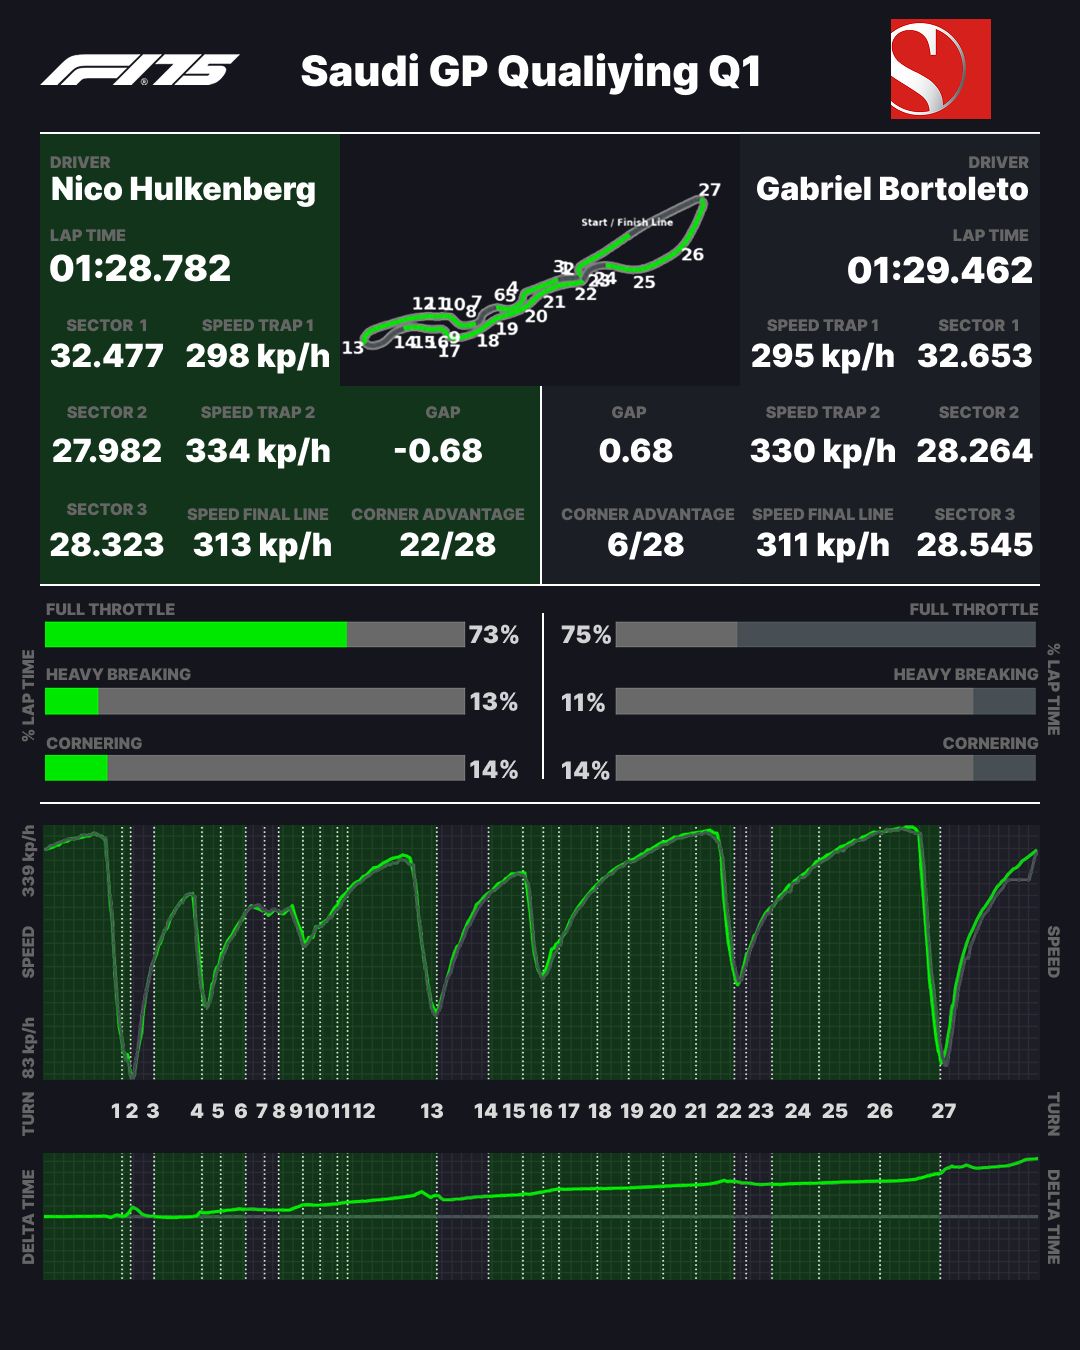 F1 75
Saudi GP Qualiying Q1
S
DRIVER
Nico Hulkenberg
LAP TIME
01:28.782
SECTOR 1 SPEED TRAP 1
32.477 298 kp/h
SECTOR 2 SPEED TRAP 2 GAP
27.982 334 kp/h -0.68
SECTOR 3 SPEED FINAL LINE CORNER ADVANTAGE
28.323 313 kp/h 22/28
27
Start / Finish Line
26
25
24
22
21
20
19
18
17
16
15
14
13
12
11
10
9
8
7
6
5
4
3
DRIVER
Gabriel Bortoleto
LAP TIME
01:29.462
SPEED TRAP 1 SECTOR 1
295 kp/h 32.653
GAP SPEED TRAP 2 SECTOR 2
0.68 330 kp/h 28.264
CORNER ADVANTAGE SPEED FINAL LINE SECTOR 3
6/28 311 kp/h 28.545
% LAP TIME
FULL THROTTLE
73%
HEAVY BREAKING
13%
CORNERING
14%
FULL THROTTLE
75%
HEAVY BREAKING
11%
CORNERING
14%
% LAP TIME
339 kp/h
SPEED
83 kp/h
SPEED
TURN
1 2 3 4 5 6 7 8 9 10 11 12 13 14 15 16 17 18 19 20 21 22 23 24 25 26 27
TURN
DELTA TIME
DELTA TIME